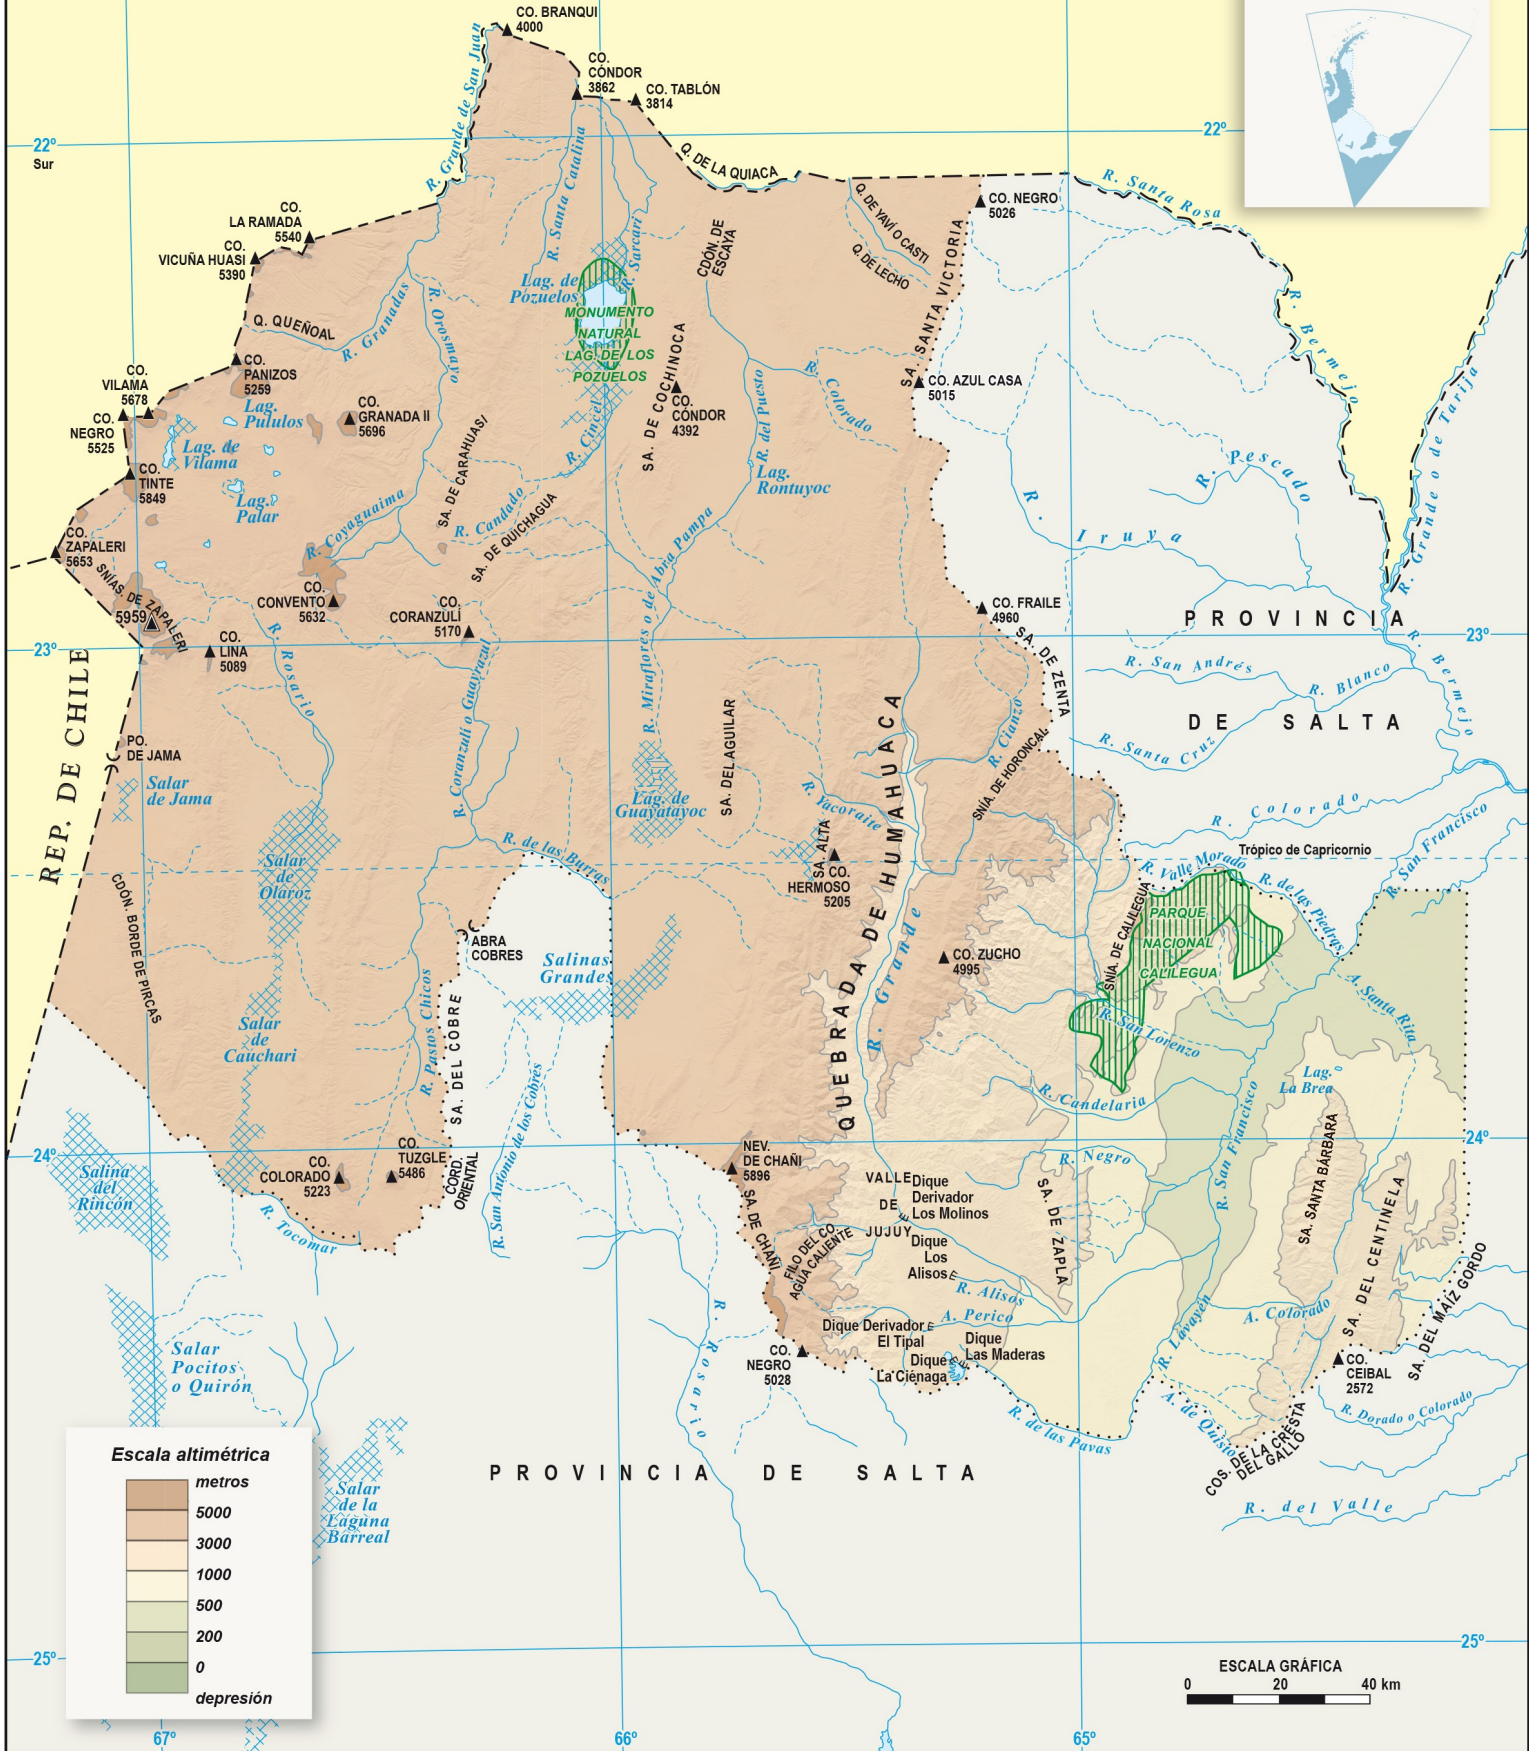 CO. BRANQUI
4000
CO.
CÓNDOR
3862
CO. TABLÓN
3814
R. Grande de San Juan
22º
Sur
22º
Q. DE LA QUIACA
R. Santa Catalina
R. Santa Rosa
CO.
LA RAMADA
5540
CO.
VICUÑA HUASI
5390
CO. NEGRO
5026
Q. DE YAVÍ O CASTI
Q. DE LECHO
CDÓN. DE
ESCAYA
R. Sarcari
Lag. de
Pozuelos
MONUMENTO
NATURAL
LAG. DE LOS
POZUELOS
SA. SANTA VICTORIA
R. Bermejo
Q. QUEÑOAL
R. Granadas
R. Orosmayo
CO.
PANIZOS
5259
CO.
VILAMA
5678
CO.
NEGRO
5525
Lag.
Pululos
CO.
GRANADA II
5696
Lag. de
Vilama
CO.
TINTE
5849
Lag.
Palar
SA. DE COCHINOCA
CO.
CÓNDOR
4392
R. del Puesto
R. Colorado
CO. AZUL CASA
5015
R. Grande o de Tarija
SA. DE CARAHUASI
R. Cincel
Lag.
Rontuyoc
R. Pescado
R. Iruya
R. Coyaguaima
R. Candado
SA. DE QUICHAGUA
R. Miraflores o de Abra Pampa
CO.
ZAPALERI
5653
SNÍAS. DE ZAPALERI
5959
CO.
CONVENTO
5632
CO.
CORANZULÍ
5170
CO. FRAILE
4960
PROVINCIA
DE SALTA
23º
23º
CO.
LINA
5089
R. Rosario
R. Coranzuli o Guayrazul
SA. DE ZENTA
R. San Andrés
R. Blanco
R. Bermejo
REP. DE CHILE
PO.
DE JAMA
Salar
de Jama
SA. DEL AGUILAR
R. Cianzo
SNÍA. DE HORONCAL
R. Santa Cruz
Lag. de
Guayatayoc
R. Yacoraite
R. Colorado
R. San Francisco
R. de las Burras
SA. ALTA
CO.
HERMOSO
5205
QUEBRADA DE HUMAHUACA
Trópico de Capricornio
R. Valle Morado
R. de las Piedras
Salar
de
Olaroz
CDÓN. BORDE DE PIRCAS
ABRA
COBRES
Salinas
Grandes
R. Grande
CO. ZUCHO
4995
SNÍA. DE CALILEGUA
PARQUE
NACIONAL
CALILEGUA
A. Santa Rita
R. San Lorenzo
Salar
de
Cauchari
R. Pastos Chicos
SA. DEL COBRE
R. San Antonio de los Cobres
R. Candelaria
R. San Francisco
Lag.
La Brea
24º
24º
Salina
del
Rincón
CO.
COLORADO
5223
CO.
TUZGLE
5486
CORD.
ORIENTAL
R. Tocomar
NEV.
DE CHAÑI
5896
SA. DE CHAÑI
FILO DEL CO.
AGUA CALIENTE
VALLE
DE
JUJUY
Dique
Derivador
Los Molinos
Dique
Los
Alisos
R. Negro
SA. DE ZAPLA
SA. SANTA BÁRBARA
SA. DEL CENTINELA
SA. DEL MAÍZ GORDO
R. Alisos
A. Perico
Dique Derivador
El Tipal
Dique
Las Maderas
Dique
La Ciénaga
R. Lavayén
A. Colorado
CO.
NEGRO
5028
R. Rosario
CO.
CEIBAL
2572
R. Dorado o Colorado
R. de las Pavas
A. de Quisto
COS. DE LA CRESTA
DEL GALLO
R. del Valle
Salar
Pocitos
o Quirón
Salar
de la
Laguna
Barreal
PROVINCIA DE SALTA
Escala altimétrica
metros
5000
3000
1000
500
200
0
depresión
25º
25º
ESCALA GRÁFICA
0 20 40 km
67º
66º
65º